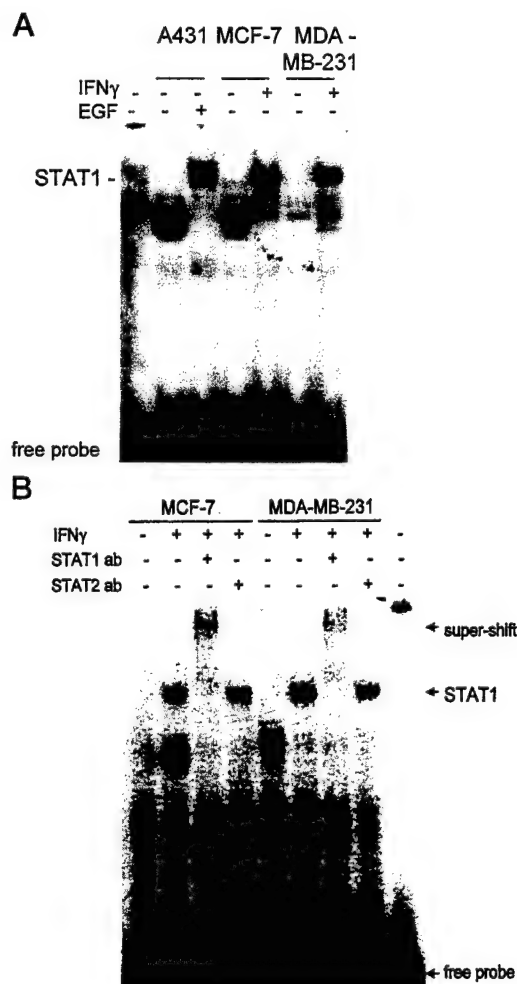 A
A431 MCF-7 MDA -
MB-231
IFNγ - - - - + - +
EGF - - + - - - -
STAT1 -
free probe
B
MCF-7 MDA-MB-231
IFNγ - + + + - + + + -
STAT1 ab - - + - - - + - -
STAT2 ab - - - + - - - + -
super-shift
STAT1
free probe